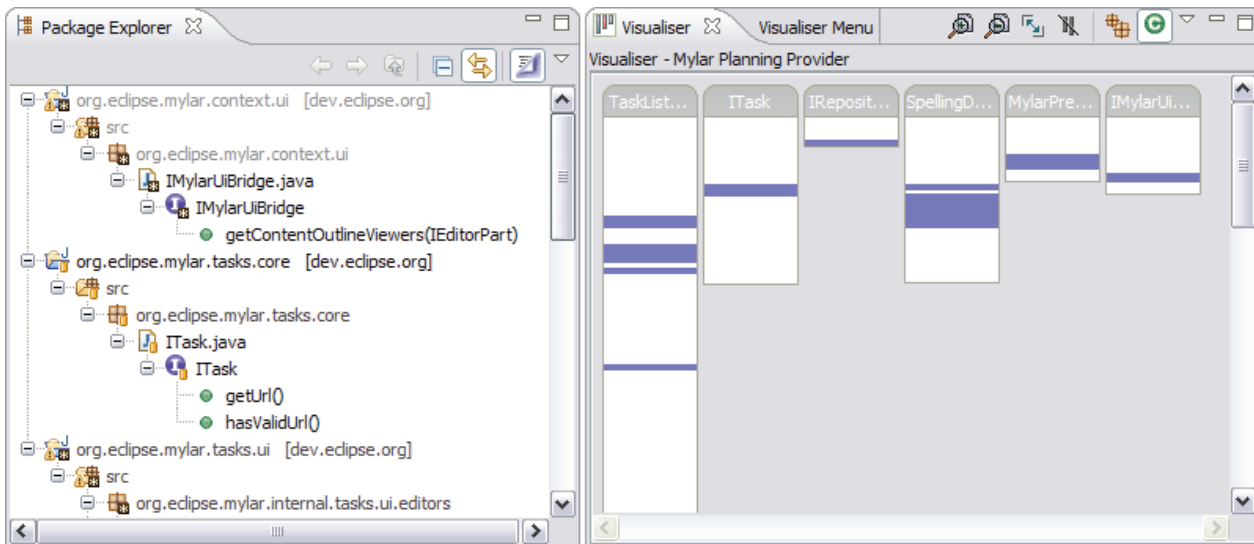 Package Explorer
org.eclipse.mylar.context.ui [dev.eclipse.org]
src
org.eclipse.mylar.context.ui
IMylarUiBridge.java
IMylarUiBridge
getContentOutlineViewers(IEditorPart)
org.eclipse.mylar.tasks.core [dev.eclipse.org]
src
org.eclipse.mylar.tasks.core
ITask.java
ITask
getUrl()
hasValidUrl()
org.eclipse.mylar.tasks.ui [dev.eclipse.org]
src
org.eclipse.mylar.internal.tasks.ui.editors
Visualiser
Visualiser Menu
Visualiser - Mylar Planning Provider
TaskList... ITask IReposit... SpellingD... MylarPre... IMylarUi...